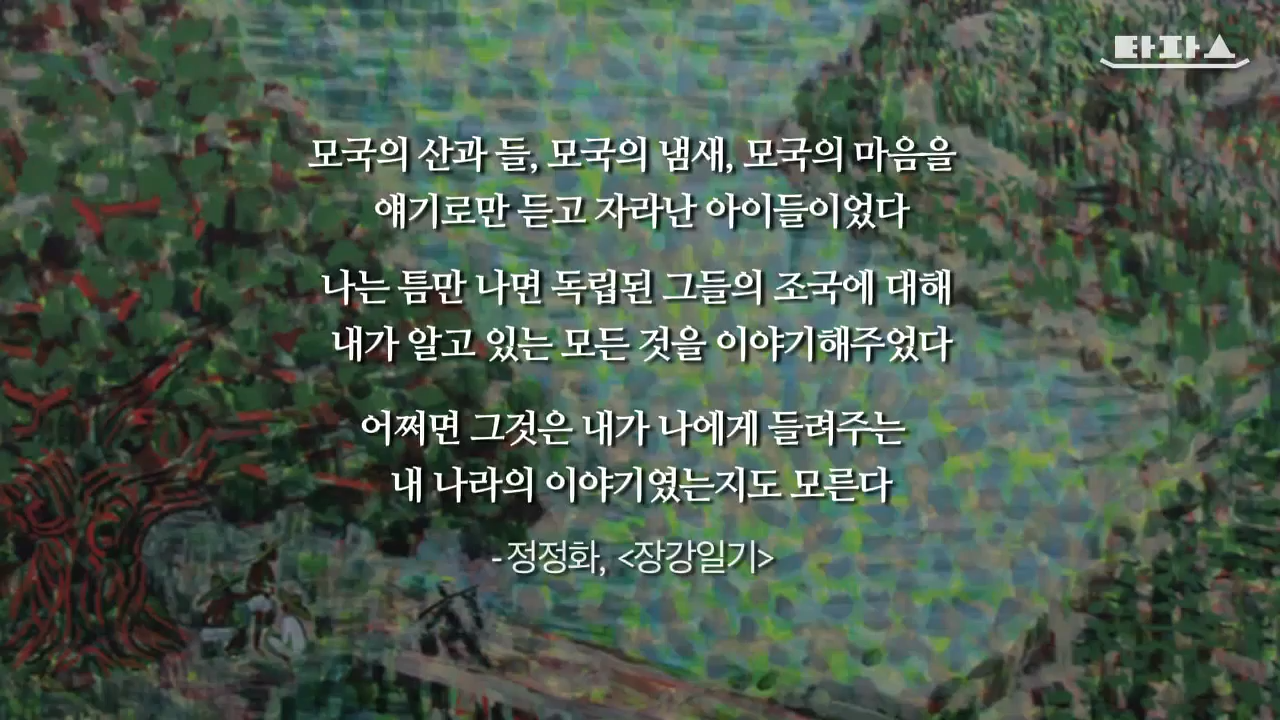 타파스
모국의 산과 들, 모국의 냄새, 모국의 마음을
얘기로만 듣고 자라난 아이들이었다
나는 틈만 나면 독립된 그들의 조국에 대해
내가 알고 있는 모든 것을 이야기해주었다
어쩌면 그것은 내가 나에게 들려주는
내 나라의 이야기였는지도 모른다
- 정정화, <장강일기>